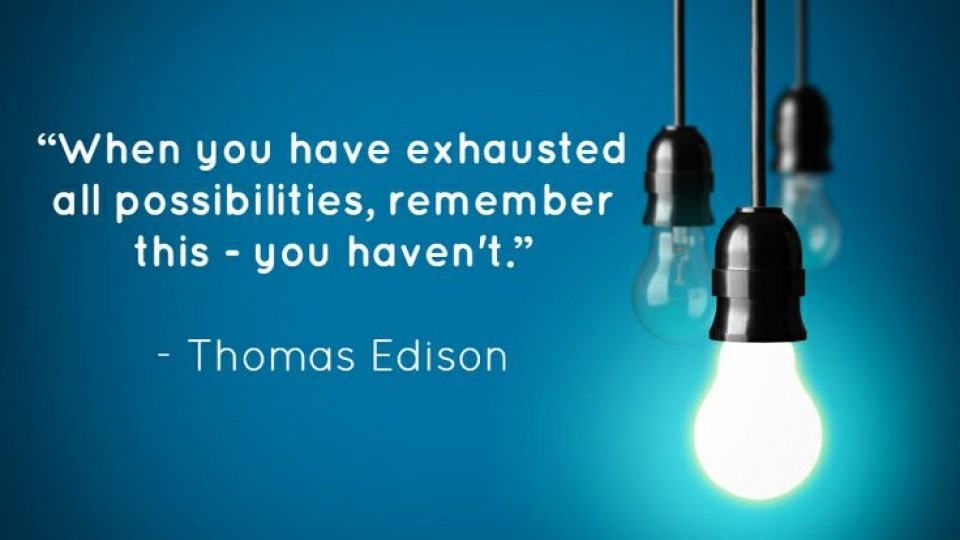 “When you have exhausted
all possibilities, remember
this - you haven't.”
- Thomas Edison